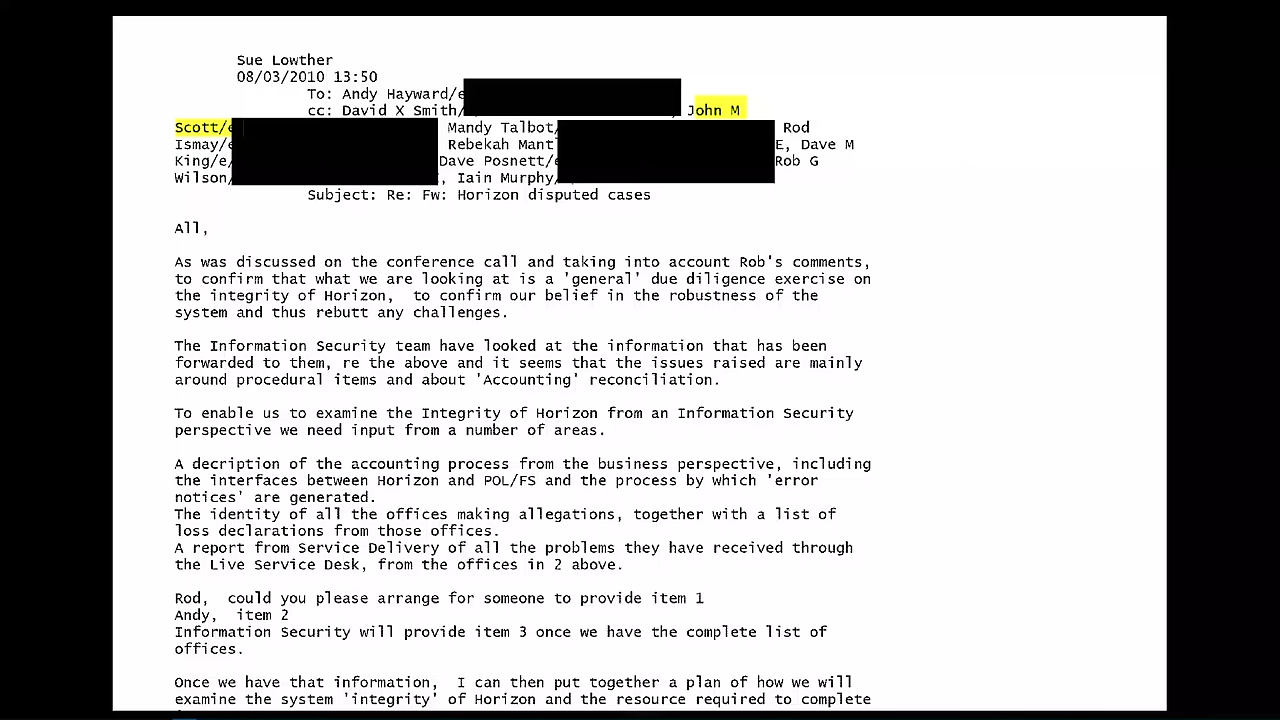 Sue Lowther
08/03/2010 13:50
To: Andy Hayward/e
cc: David X Smith/ , John M
Scott/e Mandy Talbot/ Rod
Ismay/e Rebekah Mantl E, Dave M
King/e/ Dave Posnett/e Rob G
Wilson/ , Iain Murphy/
Subject: Re: Fw: Horizon disputed cases
All,
As was discussed on the conference call and taking into account Rob's comments,
to confirm that what we are looking at is a 'general' due diligence exercise on
the integrity of Horizon, to confirm our belief in the robustness of the
system and thus rebutt any challenges.
The Information Security team have looked at the information that has been
forwarded to them, re the above and it seems that the issues raised are mainly
around procedural items and about 'Accounting' reconciliation.
To enable us to examine the Integrity of Horizon from an Information Security
perspective we need input from a number of areas.
A decription of the accounting process from the business perspective, including
the interfaces between Horizon and POL/FS and the process by which 'error
notices' are generated.
The identity of all the offices making allegations, together with a list of
loss declarations from those offices.
A report from Service Delivery of all the problems they have received through
the Live Service Desk, from the offices in 2 above.
Rod, could you please arrange for someone to provide item 1
Andy, item 2
Information Security will provide item 3 once we have the complete list of
offices.
Once we have that information, I can then put together a plan of how we will
examine the system 'integrity' of Horizon and the resource required to complete